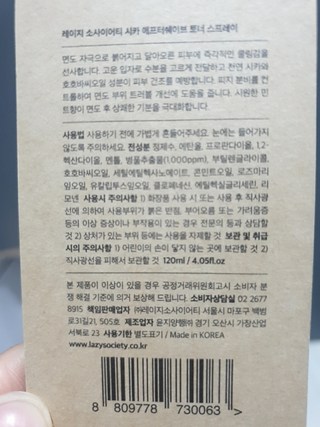 레이지 소사이어티 시카 애프터쉐이브 토너 스프레이
면도 자극으로 붉어지고 달아오른 피부에 즉각적인 쿨링감을
선사합니다. 고운 입자로 수분을 고르게 전달하고 천연 시카와
호호바씨오일 성분이 피부 건조를 예방합니다. 피지 분비를 컨
트롤하며 면도 부위 트러블 개선에 도움을 줍니다. 시원한 민
트향이 면도 후 상쾌한 기분을 극대화합니다.
사용법 사용하기 전에 가볍게 흔들어주세요. 눈에는 들어가지
않도록 주의하세요. 전성분 정제수, 에탄올, 프로판다이올, 1,2-
헥산다이올, 멘톨, 병풀추출물(1,000ppm), 부틸렌글라이콜,
호호바씨오일, 세틸에틸헥사노에이트, 콘민트오일, 로즈마리
잎오일, 유칼립투스잎오일, 클로페네신, 에틸헥실글리세린, 리
모넨 사용시 주의사항 1) 화장품 사용 시 또는 사용 후 직사광
선에 의하여 사용부위가 붉은 반점, 부어오름 또는 가려움증
등의 이상 증상이나 부작용이 있는 경우 전문의 등과 상담할
것 2) 상처가 있는 부위 등에는 사용을 자제할 것 보관 및 취급
시의 주의사항 1) 어린이의 손이 닿지 않는 곳에 보관할 것 2)
직사광선을 피해서 보관할 것 120ml / 4.05fl.oz
본 제품이 이상이 있을 경우 공정거래위원회고시 소비자 분
쟁 해결 기준에 의거 보상해 드립니다. 소비자상담실 02 2677
8915 책임판매업자 ㈜레이지소사이어티 서울시 마포구 백범
로31길 21, 505호 제조업자 윤지양행㈜ 경기 오산시 가장산업
서북로 23 사용기한 별도표기 / Made in KOREA
www.lazysociety.co.kr
8 809778 730063 >